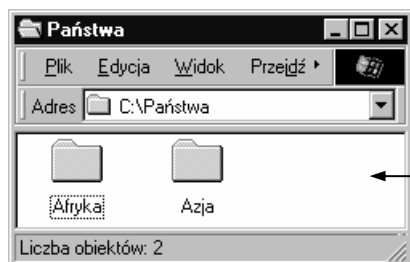 Państwa
Plik Edycja Widok Przejdź
Adres C:\Państwa
Afryka Azja
Liczba obiektów: 2